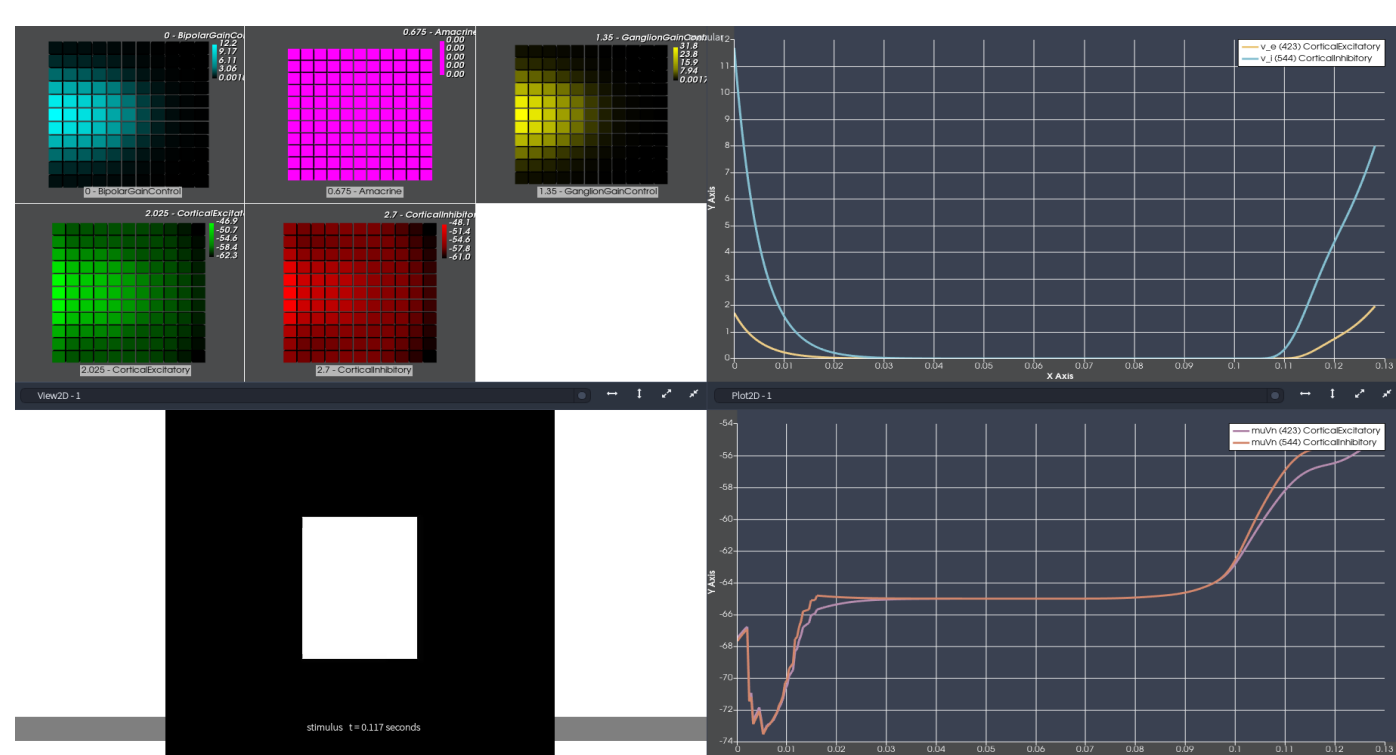 0 - BipolarGainCo
12.2
9.17
6.11
3.06
0.001
0 - BipolarGainControl
0.675 - Amacrine
0.00
0.00
0.00
0.00
0.00
0.675 - Amacrine
1.35 - GanglionGainCon
31.8
23.8
15.9
7.94
0.0017
1.35 - GanglionGainControl
2.025 - CorticalExcitat
-46.9
-50.7
-54.6
-58.4
-62.3
2.025 - CorticalExcitatory
2.7 - CorticalInhibitor
-48.1
-51.4
-54.6
-57.8
-61.0
2.7 - CorticalInhibitory
v_e (423) CorticalExcitatory
v_i (544) CorticalInhibitory
12
11
10
9
8
7
6
5
4
3
2
1
0
Y Axis
0 0.01 0.02 0.03 0.04 0.05 0.06 0.07 0.08 0.09 0.1 0.11 0.12 0.13
X Axis
View2D - 1
Plot2D - 1
stimulus t = 0.117 seconds
muVn (423) CorticalExcitatory
muVn (544) CorticalInhibitory
-54
-56
-58
-60
-62
-64
-66
-68
-70
-72
-74
Y Axis
0 0.01 0.02 0.03 0.04 0.05 0.06 0.07 0.08 0.09 0.1 0.11 0.12 0.13